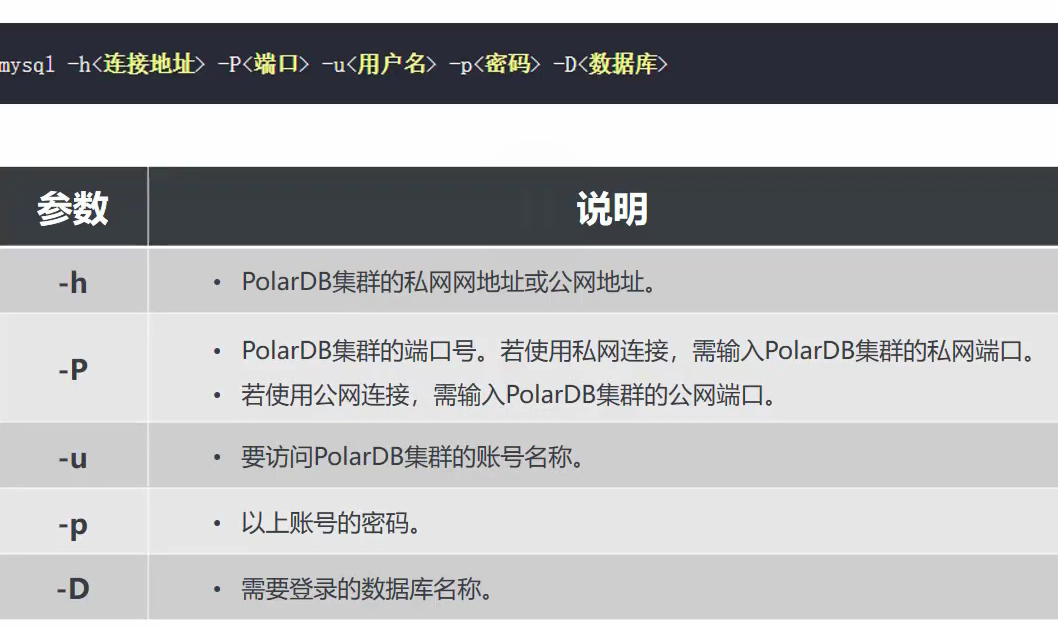 mysql -h<连接地址> -P<端口> -u<用户名> -p<密码> -D<数据库>
参数 说明
-h • PolarDB集群的私网网地址或公网地址。
-P • PolarDB集群的端口号。若使用私网连接，需输入PolarDB集群的私网端口。
• 若使用公网连接，需输入PolarDB集群的公网端口。
-u • 要访问PolarDB集群的账号名称。
-p • 以上账号的密码。
-D • 需要登录的数据库名称。